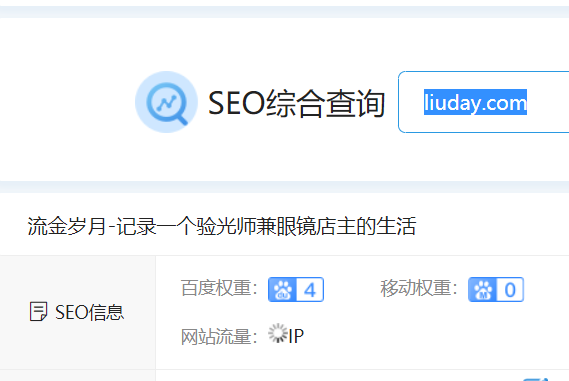 SEO综合查询 liuday.com
流金岁月-记录一个验光师兼眼镜店主的生活
SEO信息
百度权重: 4 移动权重: 0
网站流量: IP